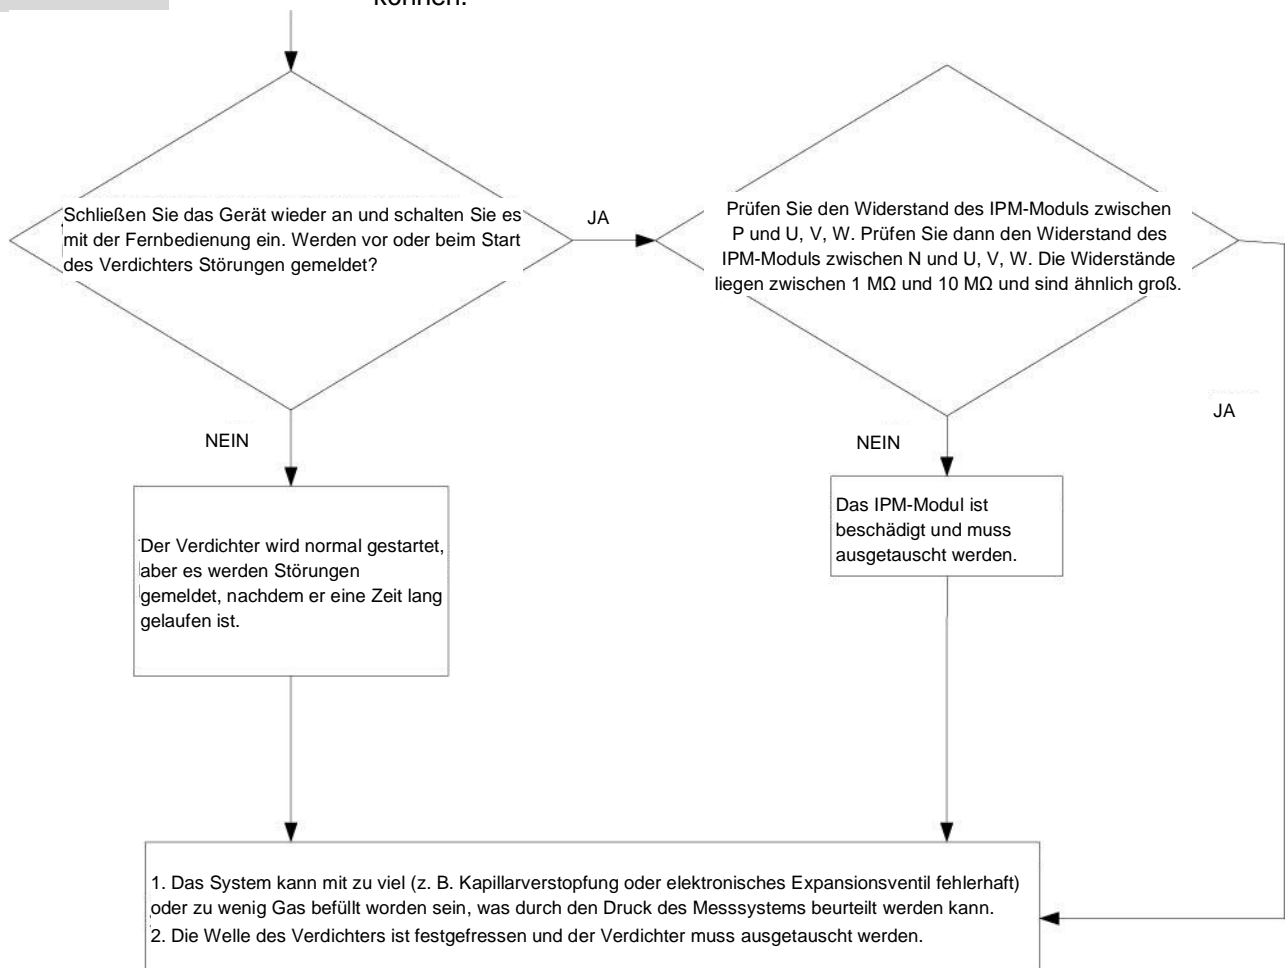 können.
Schließen Sie das Gerät wieder an und schalten Sie es
mit der Fernbedienung ein. Werden vor oder beim Start
des Verdichters Störungen gemeldet?
JA
Prüfen Sie den Widerstand des IPM-Moduls zwischen
P und U, V, W. Prüfen Sie dann den Widerstand des
IPM-Moduls zwischen N und U, V, W. Die Widerstände
liegen zwischen 1 MΩ und 10 MΩ und sind ähnlich groß.
JA
NEIN
NEIN
Der Verdichter wird normal gestartet,
aber es werden Störungen
gemeldet, nachdem er eine Zeit lang
gelaufen ist.
Das IPM-Modul ist
beschädigt und muss
ausgetauscht werden.
1. Das System kann mit zu viel (z. B. Kapillarverstopfung oder elektronisches Expansionsventil fehlerhaft)
oder zu wenig Gas befüllt worden sein, was durch den Druck des Messsystems beurteilt werden kann.
2. Die Welle des Verdichters ist festgefressen und der Verdichter muss ausgetauscht werden.